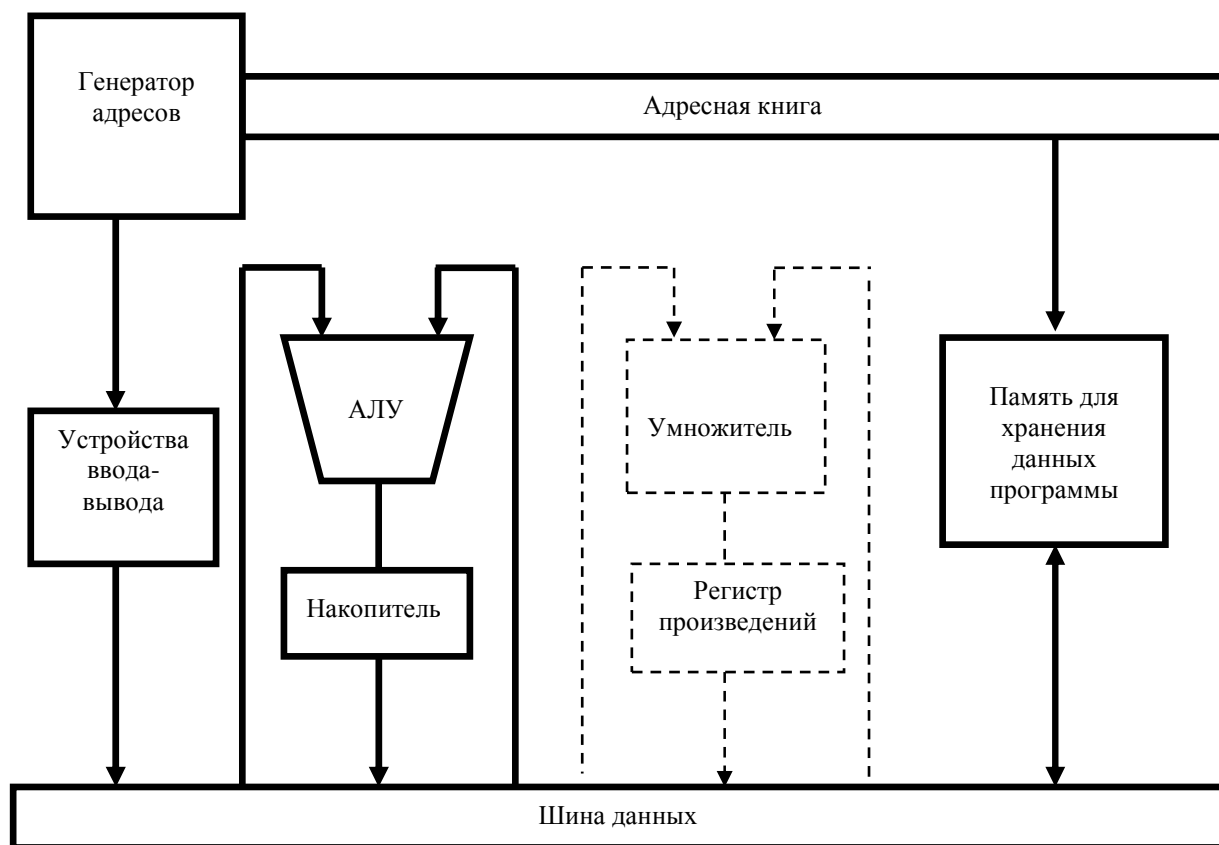 Генератор
адресов
Адресная книга
АЛУ
Умножитель
Память для
хранения
данных
программы
Устройства
ввода-
вывода
Накопитель
Регистр
произведений
Шина данных